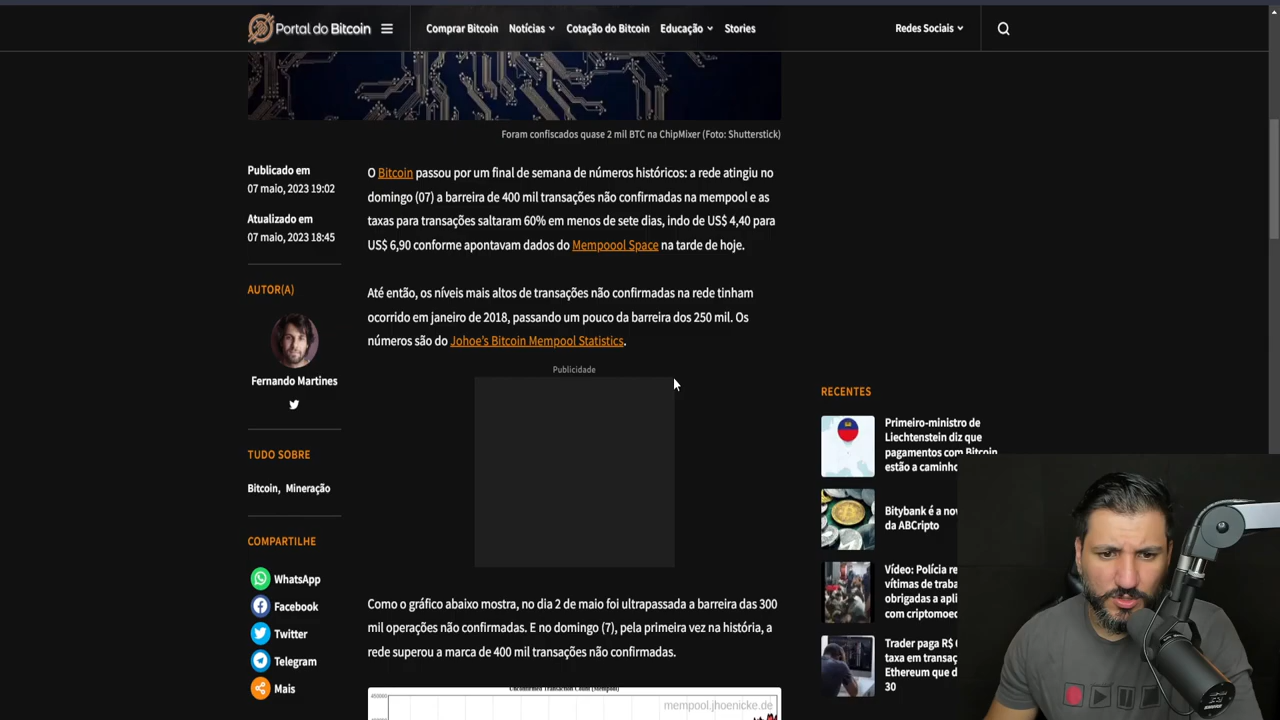 Portal do Bitcoin
Comprar Bitcoin
Notícias
Cotação do Bitcoin
Educação
Stories
Redes Sociais
Foram confiscados quase 2 mil BTC na ChipMixer (Foto: Shutterstick)
Publicado em
07 maio, 2023 19:02
Atualizado em
07 maio, 2023 18:45
AUTOR(A)
Fernando Martines
TUDO SOBRE
Bitcoin, Mineração
COMPARTILHE
WhatsApp
Facebook
Twitter
Telegram
Mais
O Bitcoin passou por um final de semana de números históricos: a rede atingiu no
domingo (07) a barreira de 400 mil transações não confirmadas na mempool e as
taxas para transações saltaram 60% em menos de sete dias, indo de US$ 4,40 para
US$ 6,90 conforme apontavam dados do Mempoool Space na tarde de hoje.
Até então, os níveis mais altos de transações não confirmadas na rede tinham
ocorrido em janeiro de 2018, passando um pouco da barreira dos 250 mil. Os
números são do Johoe's Bitcoin Mempool Statistics.
Publicidade
Como o gráfico abaixo mostra, no dia 2 de maio foi ultrapassada a barreira das 300
mil operações não confirmadas. E no domingo (7), pela primeira vez na história, a
rede superou a marca de 400 mil transações não confirmadas.
Unconfirmed Transaction Count (Mempool)
mempool.jhoenicke.de
RECENTES
Primeiro-ministro de
Liechtenstein diz que
pagamentos com Bitcoin
estão a caminho
Bitybank é a
da ABCripto
Vídeo: Polícia
vítimas de
obrigadas a
com
Trader paga R$
taxa em
Ethereum que
30